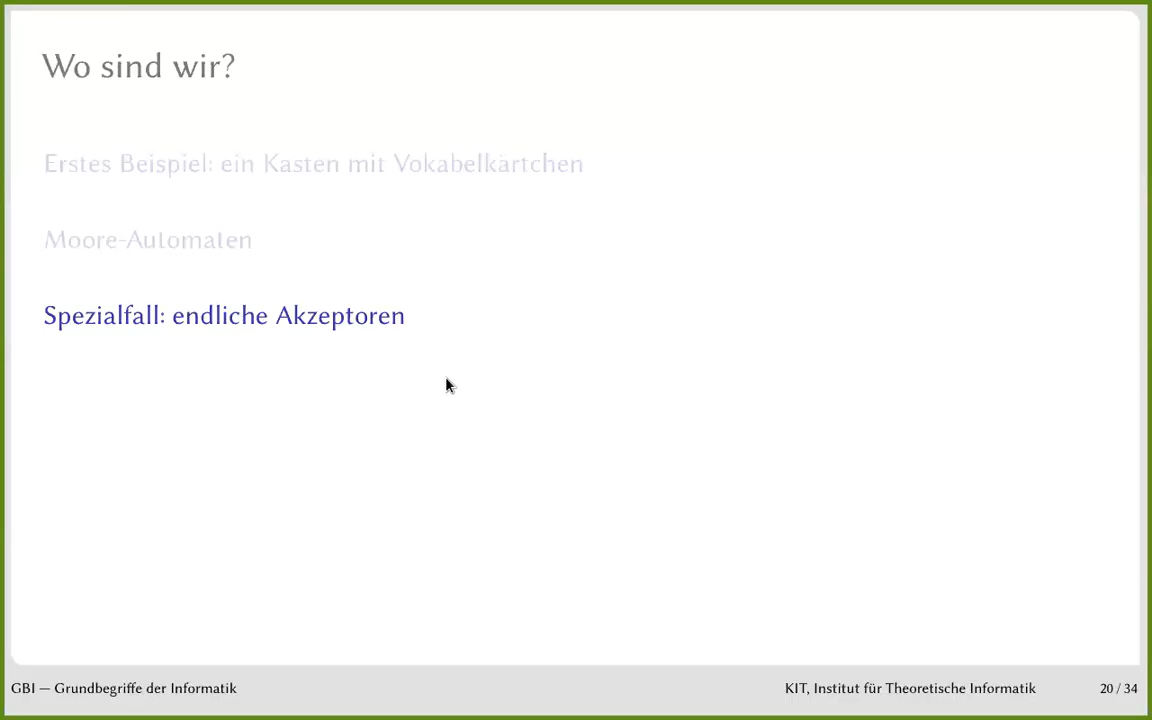 Wo sind wir?
Erstes Beispiel: ein Kasten mit Vokabelkärtchen
Moore-Automaten
Spezialfall: endliche Akzeptoren
GBI — Grundbegriffe der Informatik
KIT, Institut für Theoretische Informatik
20 / 34